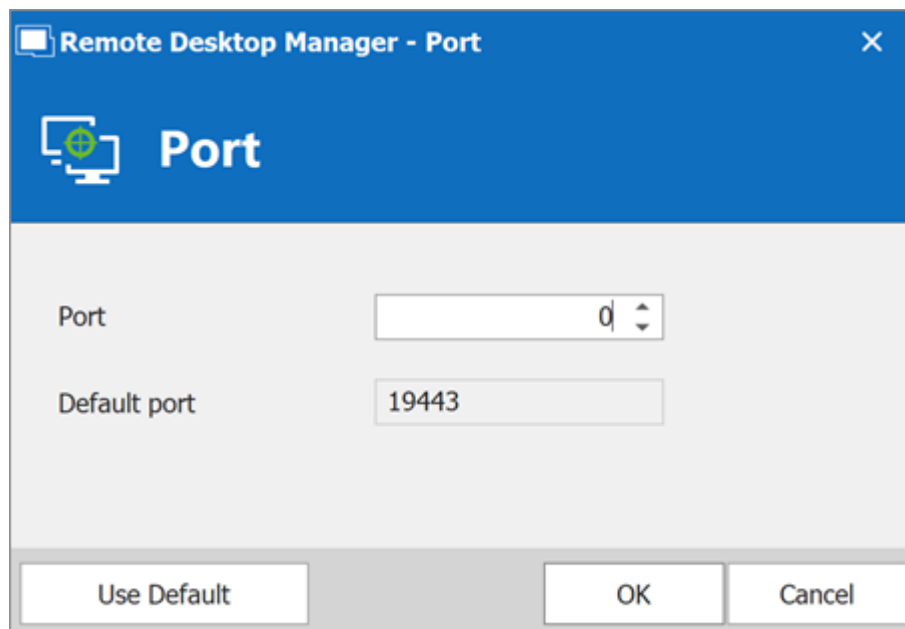 Remote Desktop Manager - Port
Port
Port 0
Default port 19443
Use Default OK Cancel